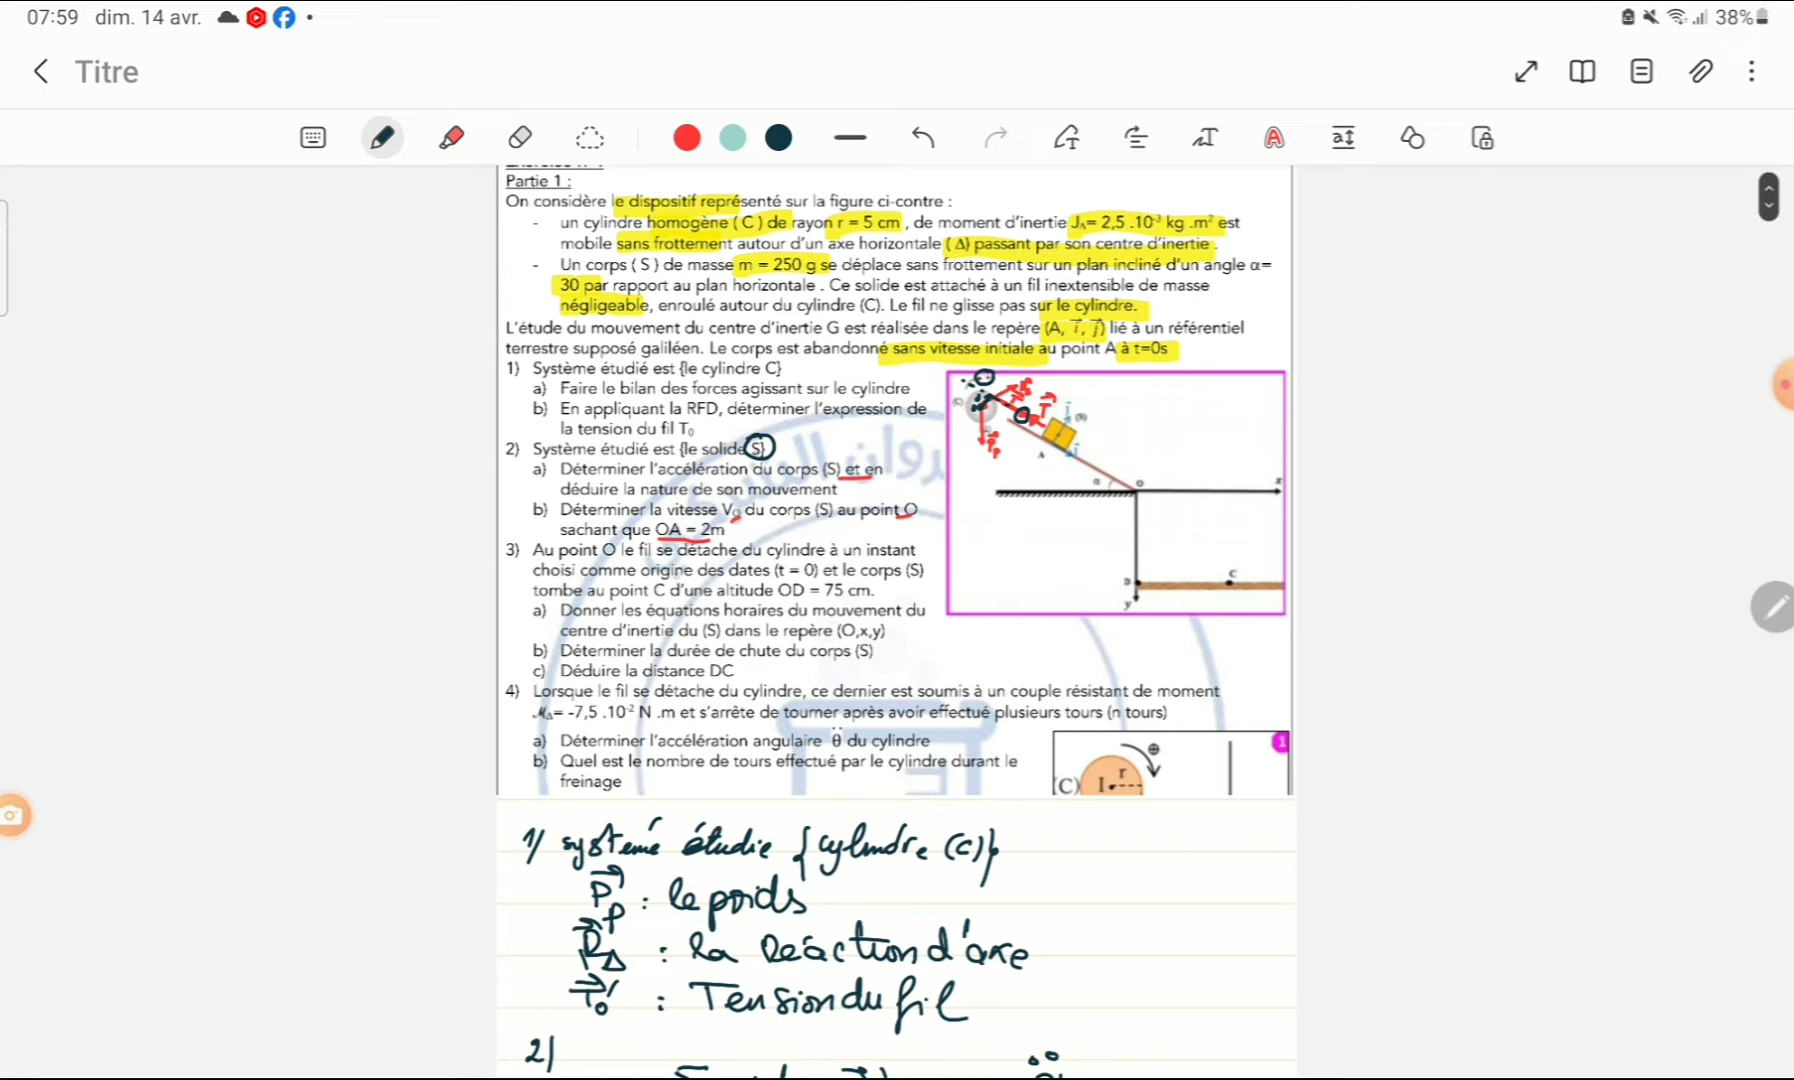 07:59 dim. 14 avr. 38%
Titre
Partie 1 :
On considère le dispositif représenté sur la figure ci-contre :
- un cylindre homogène ( C ) de rayon r = 5 cm , de moment d'inertie J∆= 2,5 .10⁻³ kg .m² est
mobile sans frottement autour d'un axe horizontale ( Δ) passant par son centre d'inertie .
- Un corps ( S ) de masse m = 250 g se déplace sans frottement sur un plan incliné d'un angle α=
30 par rapport au plan horizontale . Ce solide est attaché à un fil inextensible de masse
négligeable, enroulé autour du cylindre (C). Le fil ne glisse pas sur le cylindre.
L'étude du mouvement du centre d'inertie G est réalisée dans le repère (A, i, j) lié à un référentiel
terrestre supposé galiléen. Le corps est abandonné sans vitesse initiale au point A à t=0s
1) Système étudié est {le cylindre C}
a) Faire le bilan des forces agissant sur le cylindre
b) En appliquant la RFD, déterminer l'expression de
la tension du fil T₀
2) Système étudié est {le solide S}
a) Déterminer l'accélération du corps (S) et en
déduire la nature de son mouvement
b) Déterminer la vitesse V₀ du corps (S) au point O
sachant que OA = 2m
3) Au point O le fil se détache du cylindre à un instant
choisi comme origine des dates (t = 0) et le corps (S)
tombe au point C d'une altitude OD = 75 cm.
a) Donner les équations horaires du mouvement du
centre d'inertie du (S) dans le repère (O,x,y)
b) Déterminer la durée de chute du corps (S)
c) Déduire la distance DC
4) Lorsque le fil se détache du cylindre, ce dernier est soumis à un couple résistant de moment
ℳ∆= -7,5 .10⁻² N .m et s'arrête de tourner après avoir effectué plusieurs tours (n tours)
a) Déterminer l'accélération angulaire θ̈ du cylindre
b) Quel est le nombre de tours effectué par le cylindre durant le
freinage
(C)
(S)
A
α
O
x
D
C
y
1
(C) I r ⊕
1/ systemé étudie {cylindre (C)}
P⃗p : le poids
R⃗∆ : la Réaction d'axe
T⃗₀' : Tension du fil
2/